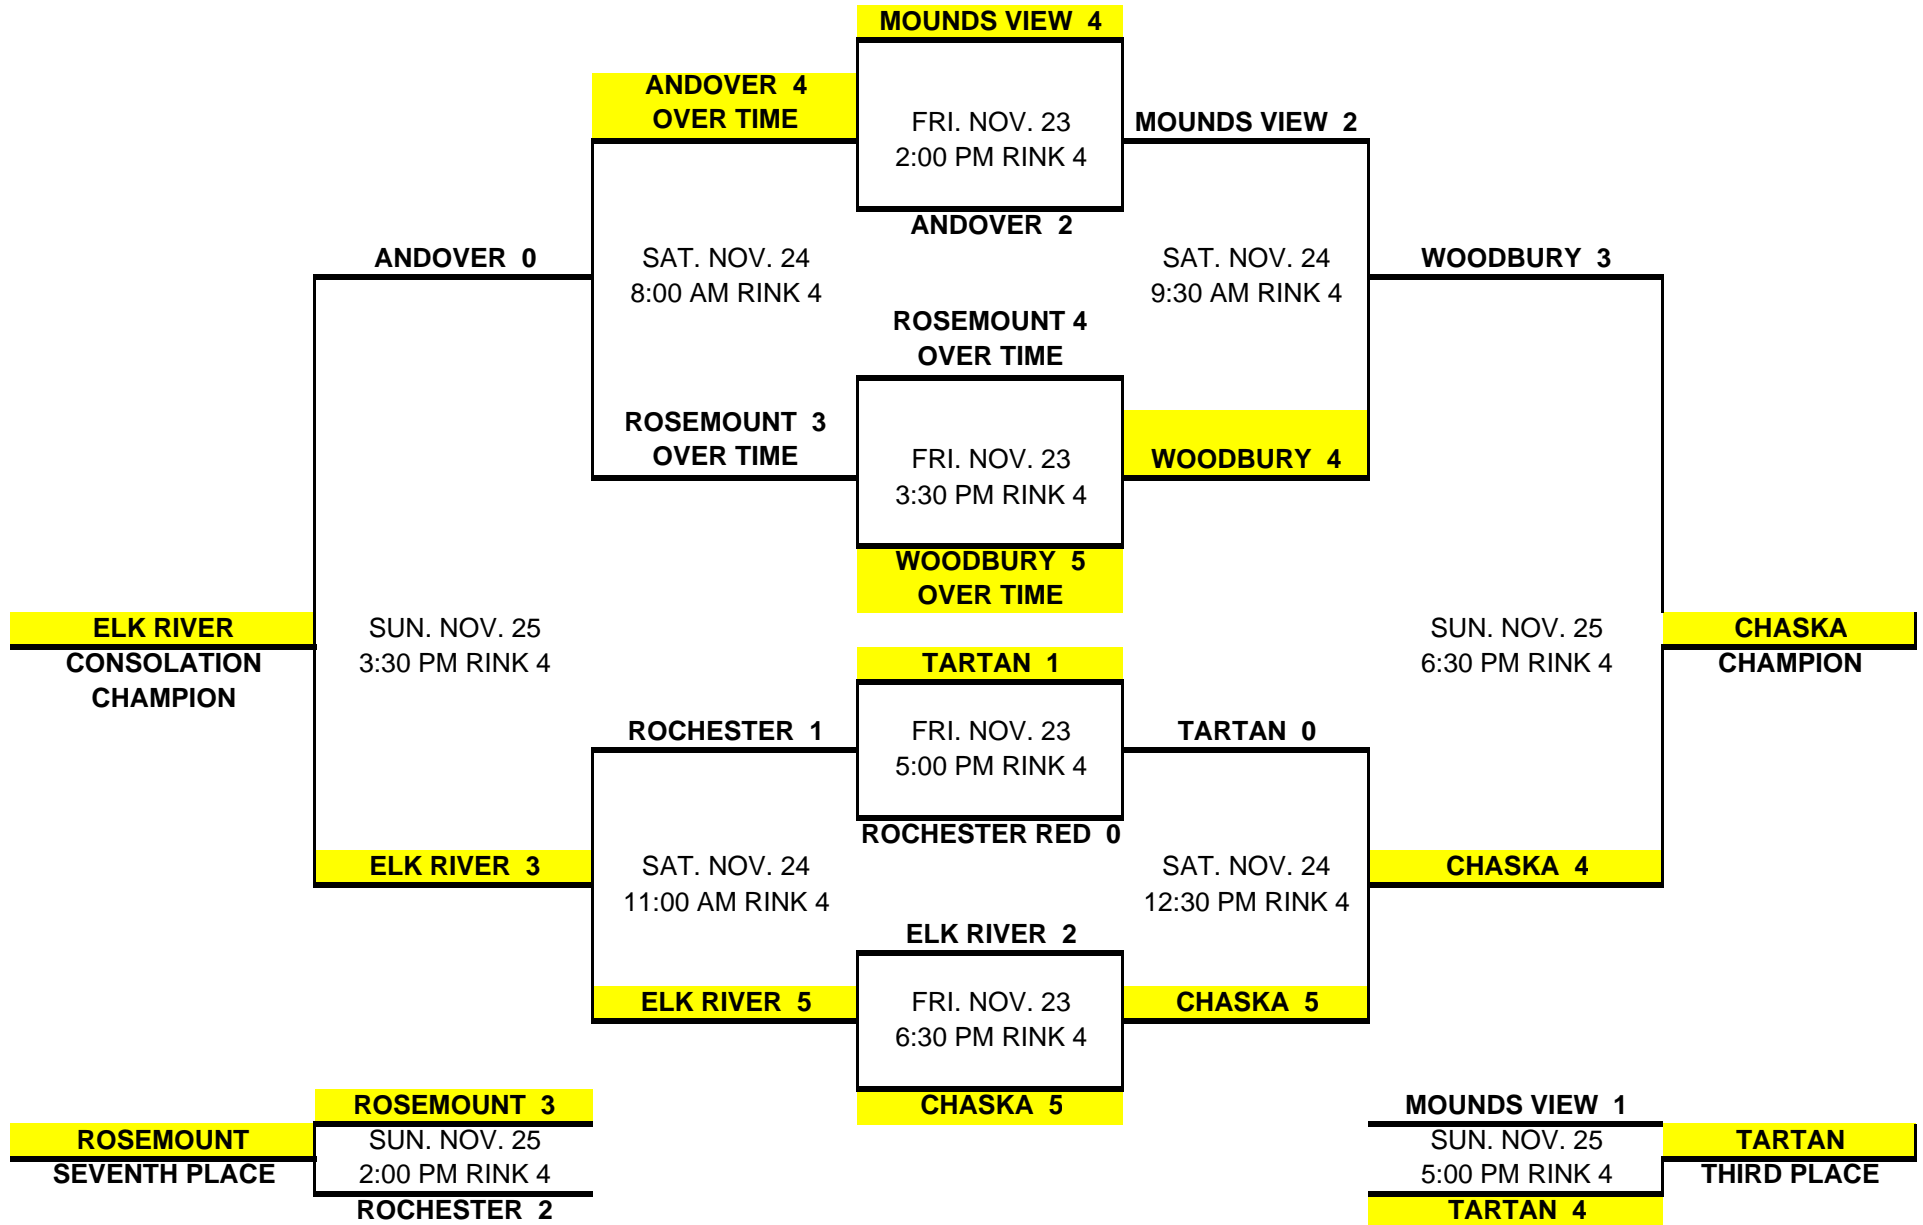 MOUNDS VIEW 4
ANDOVER 4
OVER TIME
FRI. NOV. 23
2:00 PM RINK 4
MOUNDS VIEW 2
ANDOVER 2
ANDOVER 0
SAT. NOV. 24
8:00 AM RINK 4
SAT. NOV. 24
9:30 AM RINK 4
WOODBURY 3
ROSEMOUNT 4
OVER TIME
ROSEMOUNT 3
OVER TIME
FRI. NOV. 23
3:30 PM RINK 4
WOODBURY 4
WOODBURY 5
OVER TIME
ELK RIVER
CONSOLATION
CHAMPION
SUN. NOV. 25
3:30 PM RINK 4
TARTAN 1
SUN. NOV. 25
6:30 PM RINK 4
CHASKA
CHAMPION
ROCHESTER 1
FRI. NOV. 23
5:00 PM RINK 4
TARTAN 0
ROCHESTER RED 0
ELK RIVER 3
SAT. NOV. 24
11:00 AM RINK 4
SAT. NOV. 24
12:30 PM RINK 4
CHASKA 4
ELK RIVER 2
ELK RIVER 5
FRI. NOV. 23
6:30 PM RINK 4
CHASKA 5
CHASKA 5
ROSEMOUNT 3
ROSEMOUNT
SEVENTH PLACE
SUN. NOV. 25
2:00 PM RINK 4
ROCHESTER 2
MOUNDS VIEW 1
SUN. NOV. 25
5:00 PM RINK 4
TARTAN
THIRD PLACE
TARTAN 4